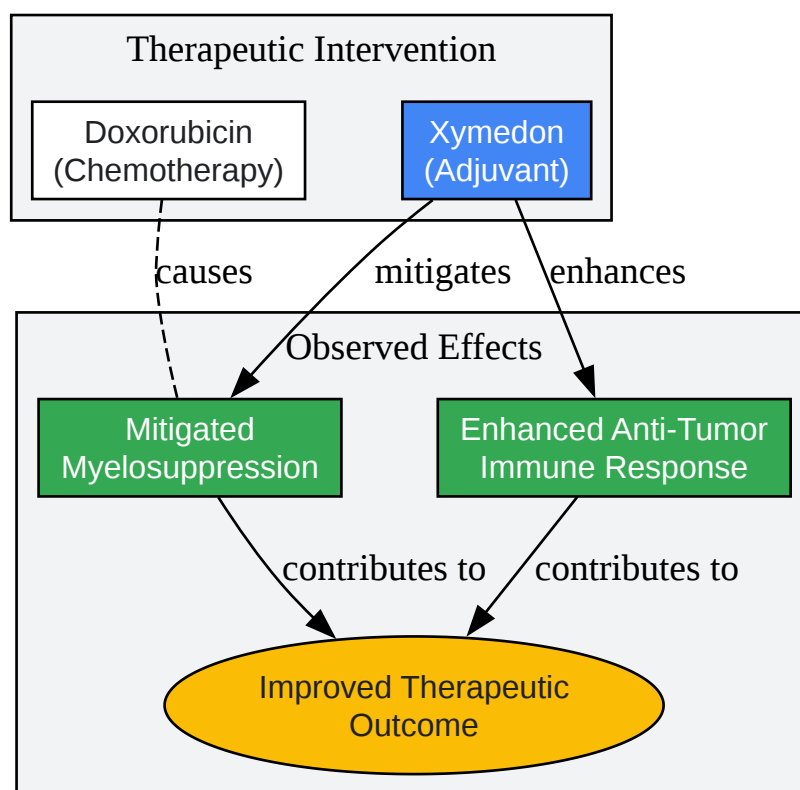 Therapeutic Intervention
Doxorubicin
(Chemotherapy)
Xymedon
(Adjuvant)
causes
mitigates
enhances
Observed Effects
Mitigated
Myelosuppression
Enhanced Anti-Tumor
Immune Response
contributes to
contributes to
Improved Therapeutic
Outcome